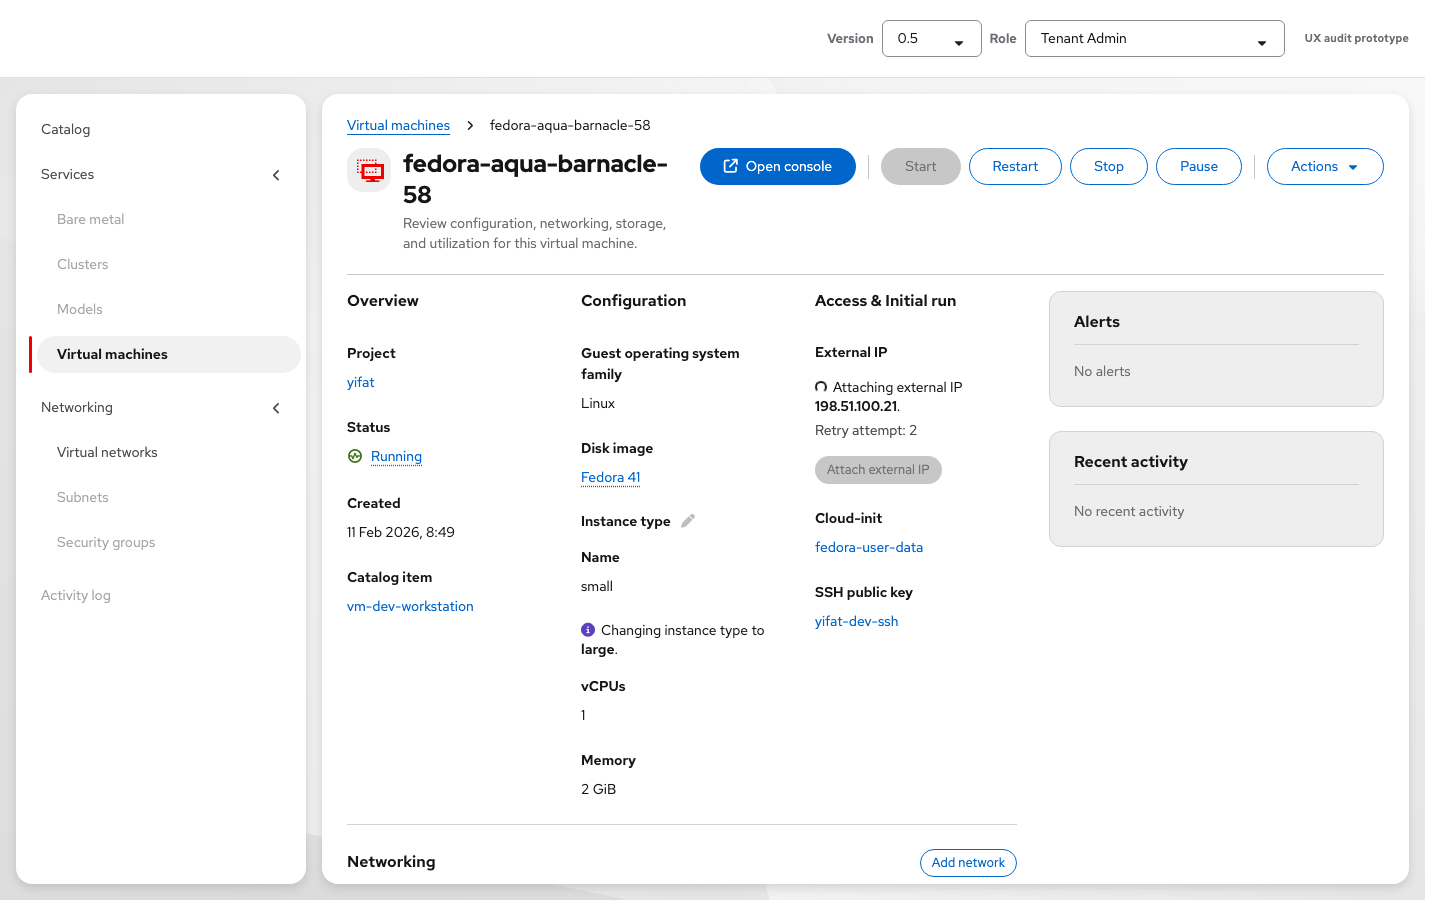 Version
0.5
Role
Tenant Admin
UX audit prototype
Catalog
Services
Bare metal
Clusters
Models
Virtual machines
Networking
Virtual networks
Subnets
Security groups
Activity log
Virtual machines
fedora-aqua-barnacle-58
fedora-aqua-barnacle-
58
Review configuration, networking, storage,
and utilization for this virtual machine.
Open console
Start
Restart
Stop
Pause
Actions
Overview
Project
yifat
Status
Running
Created
11 Feb 2026, 8:49
Catalog item
vm-dev-workstation
Configuration
Guest operating system
family
Linux
Disk image
Fedora 41
Instance type
Name
small
Changing instance type to
large.
vCPUs
1
Memory
2 GiB
Access & Initial run
External IP
Attaching external IP
198.51.100.21.
Retry attempt: 2
Attach external IP
Cloud-init
fedora-user-data
SSH public key
yifat-dev-ssh
Alerts
No alerts
Recent activity
No recent activity
Networking
Add network